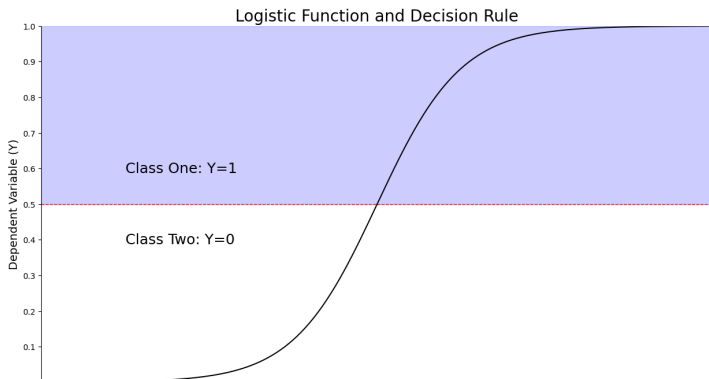 Logistic Function and Decision Rule
1.0
0.9
0.8
0.7
0.6
0.5
0.4
0.3
0.2
0.1
Dependent Variable (Y)
Class One: Y=1
Class Two: Y=0